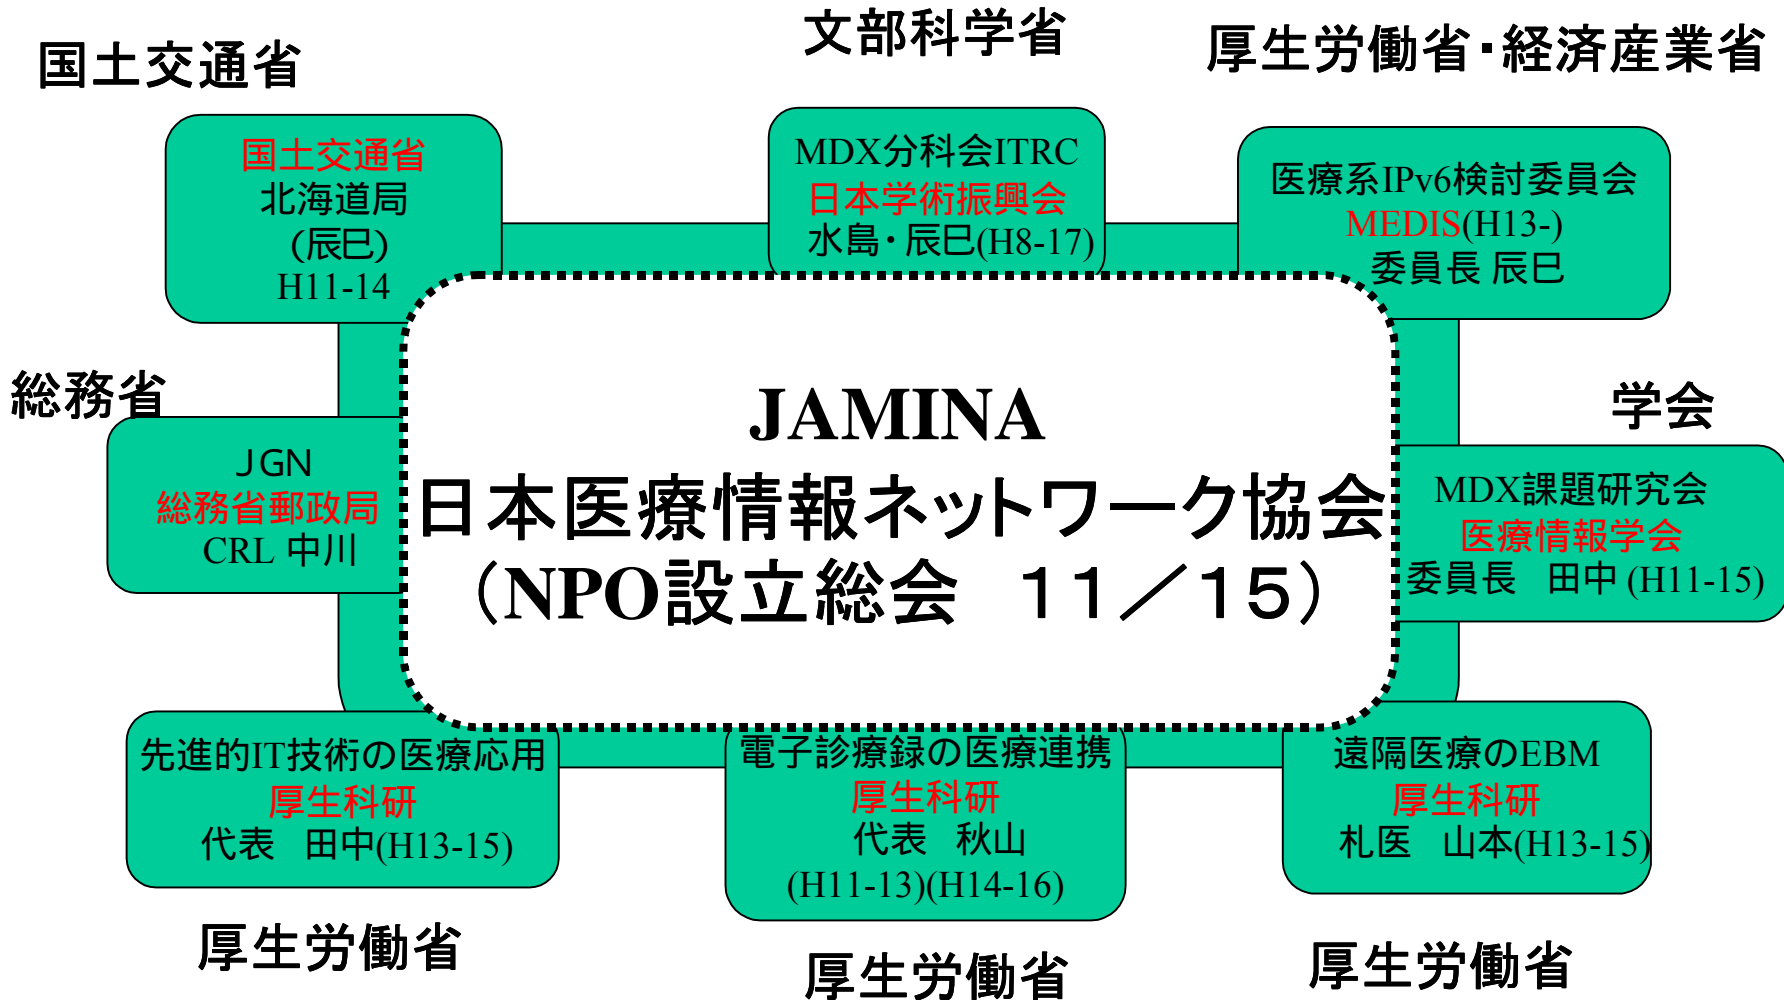 国土交通省
文部科学省
厚生労働省・経済産業省
国土交通省
北海道局
(辰巳)
H11-14
MDX分科会ITRC
日本学術振興会
水島・辰巳(H8-17)
医療系IPv6検討委員会
MEDIS(H13-)
委員長 辰巳
総務省
JGN
総務省郵政局
CRL 中川
JAMINA
日本医療情報ネットワーク協会
（NPO設立総会　１１／１５）
学会
MDX課題研究会
医療情報学会
委員長　田中 (H11-15)
先進的IT技術の医療応用
厚生科研
代表　田中(H13-15)
厚生労働省
電子診療録の医療連携
厚生科研
代表　秋山
(H11-13)(H14-16)
厚生労働省
遠隔医療のEBM
厚生科研
札医　山本(H13-15)
厚生労働省